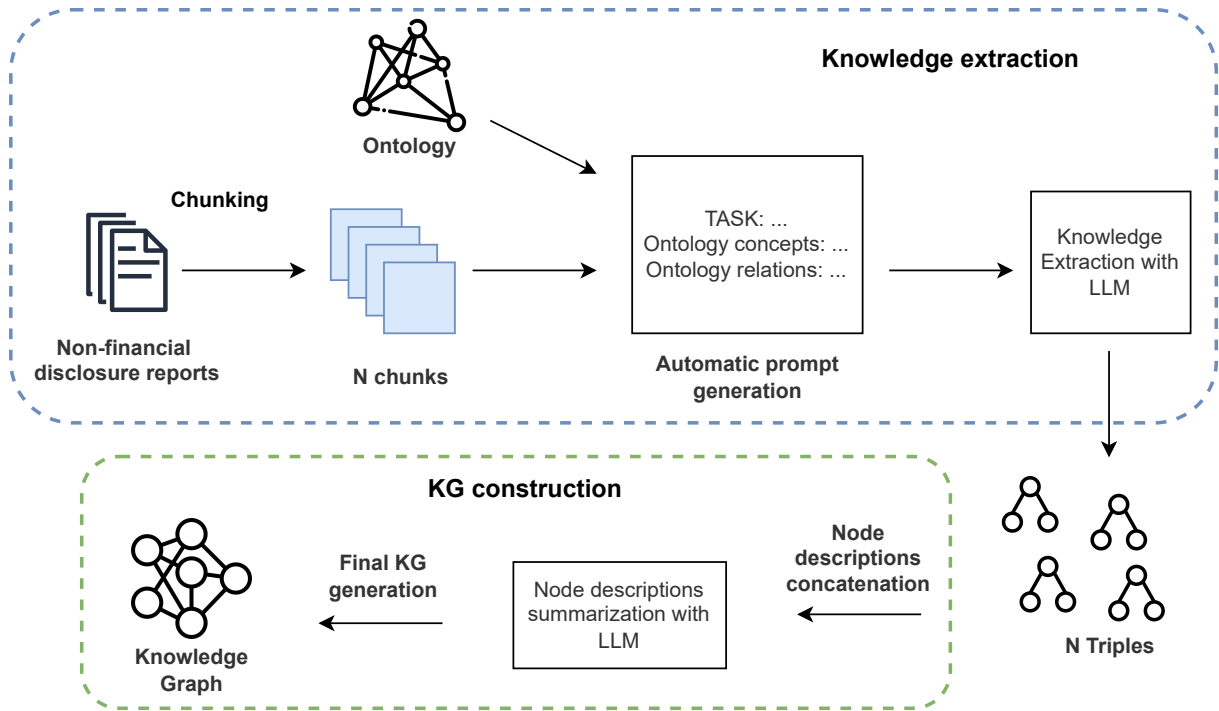 Knowledge extraction
Ontology
Chunking
Non-financial
disclosure reports
N chunks
TASK: ...
Ontology concepts: ...
Ontology relations: ...
Automatic prompt
generation
Knowledge
Extraction with
LLM
N Triples
KG construction
Node
descriptions
concatenation
Node descriptions
summarization with
LLM
Final KG
generation
Knowledge
Graph